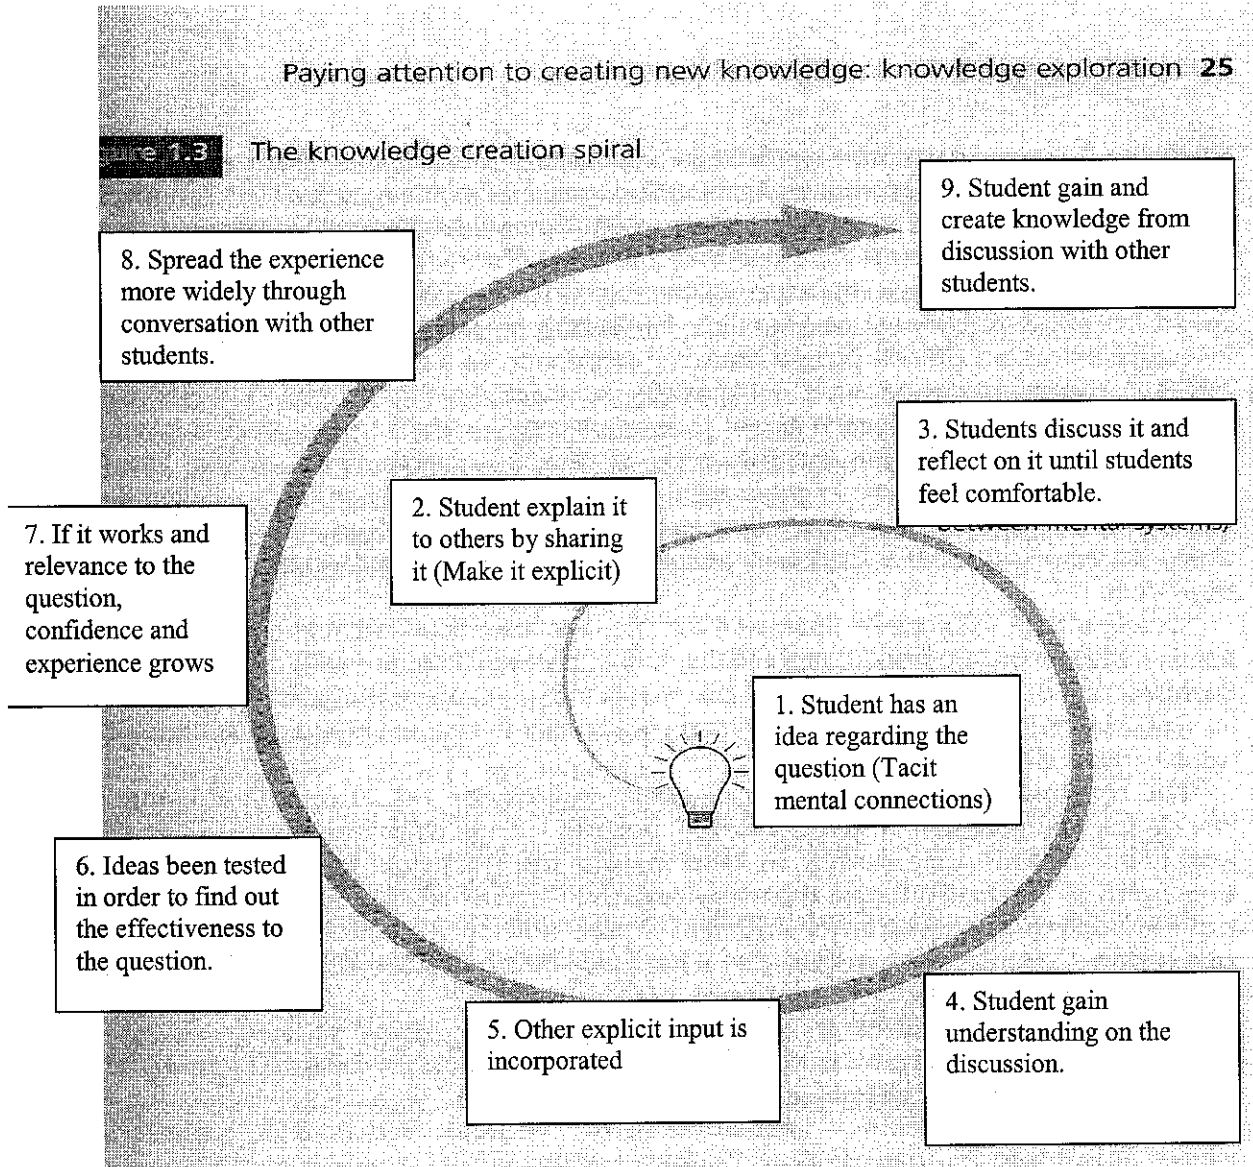 Paying attention to creating new knowledge: knowledge exploration 25
1.3 The knowledge creation spiral
9. Student gain and
create knowledge from
discussion with other
students.
8. Spread the experience
more widely through
conversation with other
students.
3. Students discuss it and
reflect on it until students
feel comfortable.
2. Student explain it
to others by sharing
it (Make it explicit)
7. If it works and
relevance to the
question,
confidence and
experience grows
1. Student has an
idea regarding the
question (Tacit
mental connections)
6. Ideas been tested
in order to find out
the effectiveness to
the question.
5. Other explicit input is
incorporated
4. Student gain
understanding on the
discussion.